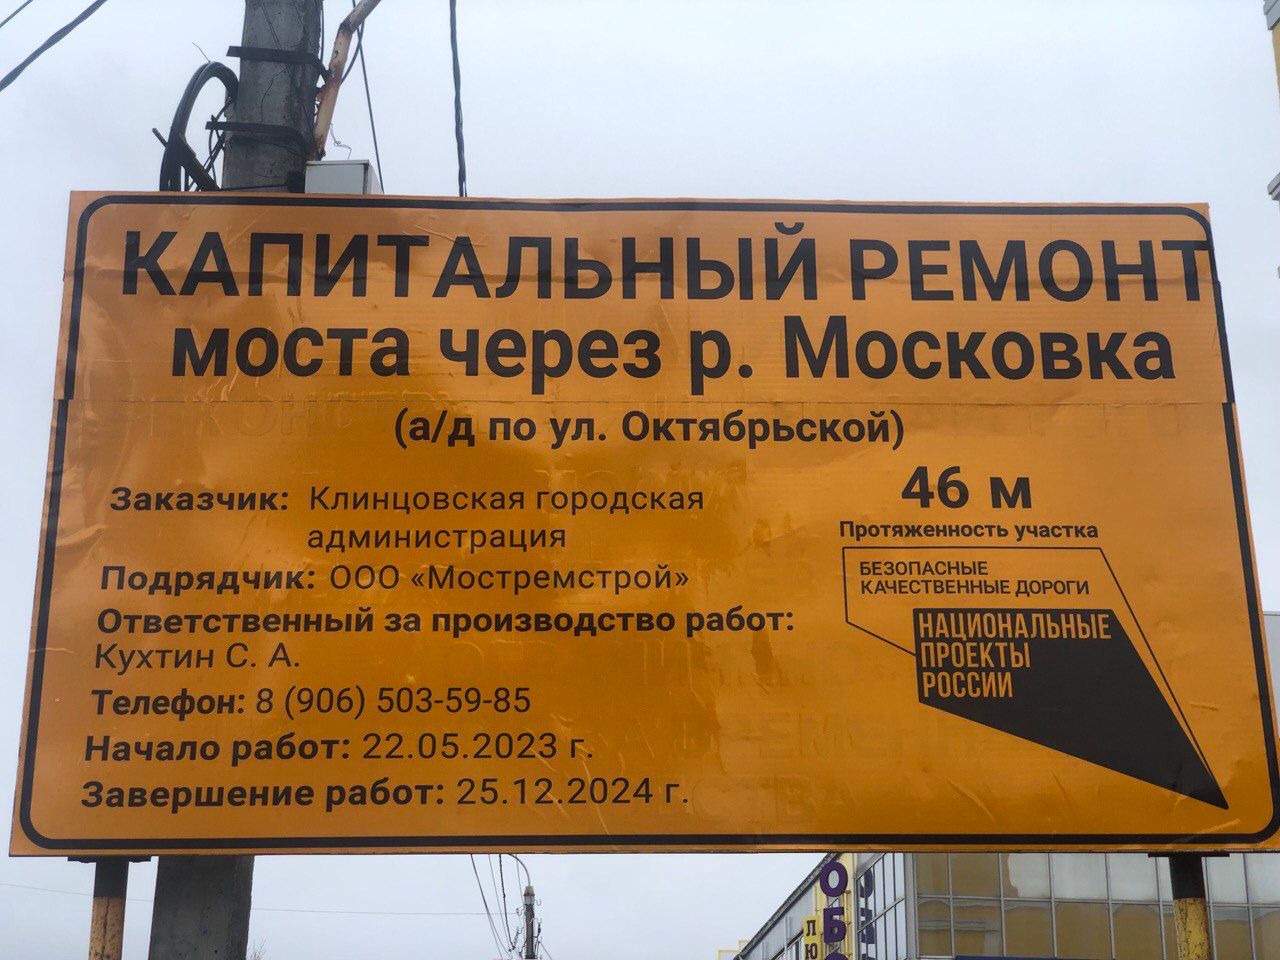 КАПИТАЛЬНЫЙ РЕМОНТ
моста через р. Московка
(а/д по ул. Октябрьской)
Заказчик: Клинцовская городская
администрация
Подрядчик: ООО «Мостремстрой»
Ответственный за производство работ:
Кухтин С. А.
Телефон: 8 (906) 503-59-85
Начало работ: 22.05.2023 г.
Завершение работ: 25.12.2024 г.
46 м
Протяженность участка
БЕЗОПАСНЫЕ
КАЧЕСТВЕННЫЕ ДОРОГИ
НАЦИОНАЛЬНЫЕ
ПРОЕКТЫ
РОССИИ